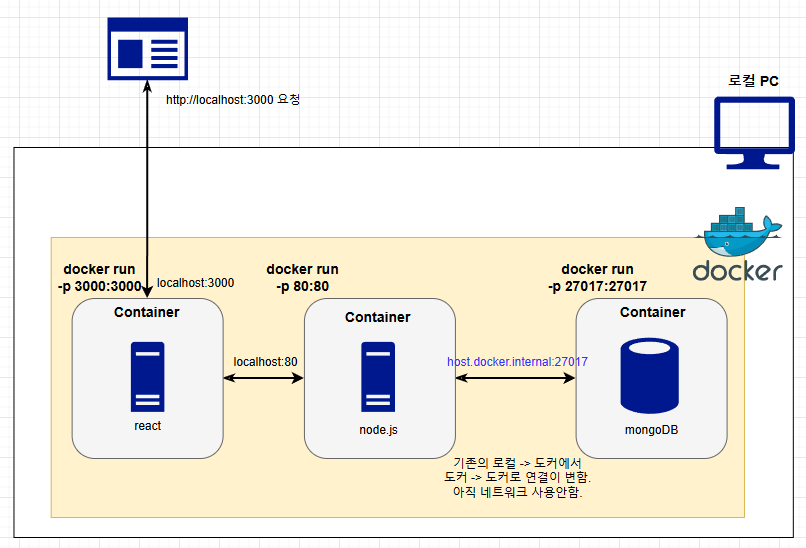 로컬 PC
http://localhost:3000 요청
docker
docker run
-p 3000:3000
localhost:3000
docker run
-p 80:80
docker run
-p 27017:27017
Container
react
localhost:80
Container
node.js
host.docker.internal:27017
Container
mongoDB
기존의 로컬 -> 도커에서
도커 -> 도커로 연결이 변함.
아직 네트워크 사용안함.